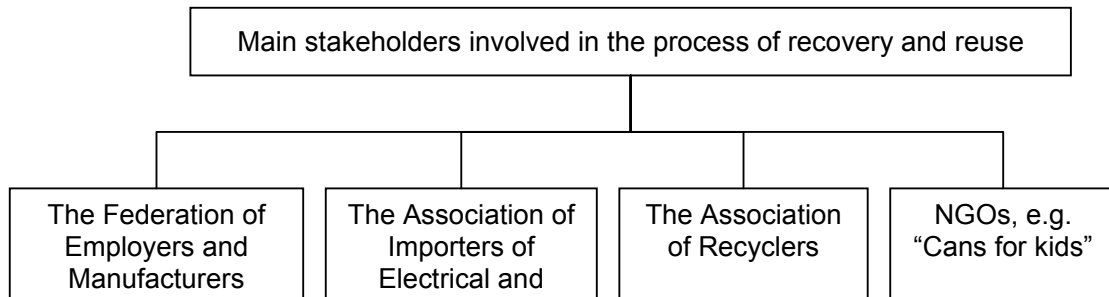 Main stakeholders involved in the process of recovery and reuse
The Federation of
Employers and
Manufacturers
The Association of
Importers of
Electrical and
The Association
of Recyclers
NGOs, e.g.
“Cans for kids”